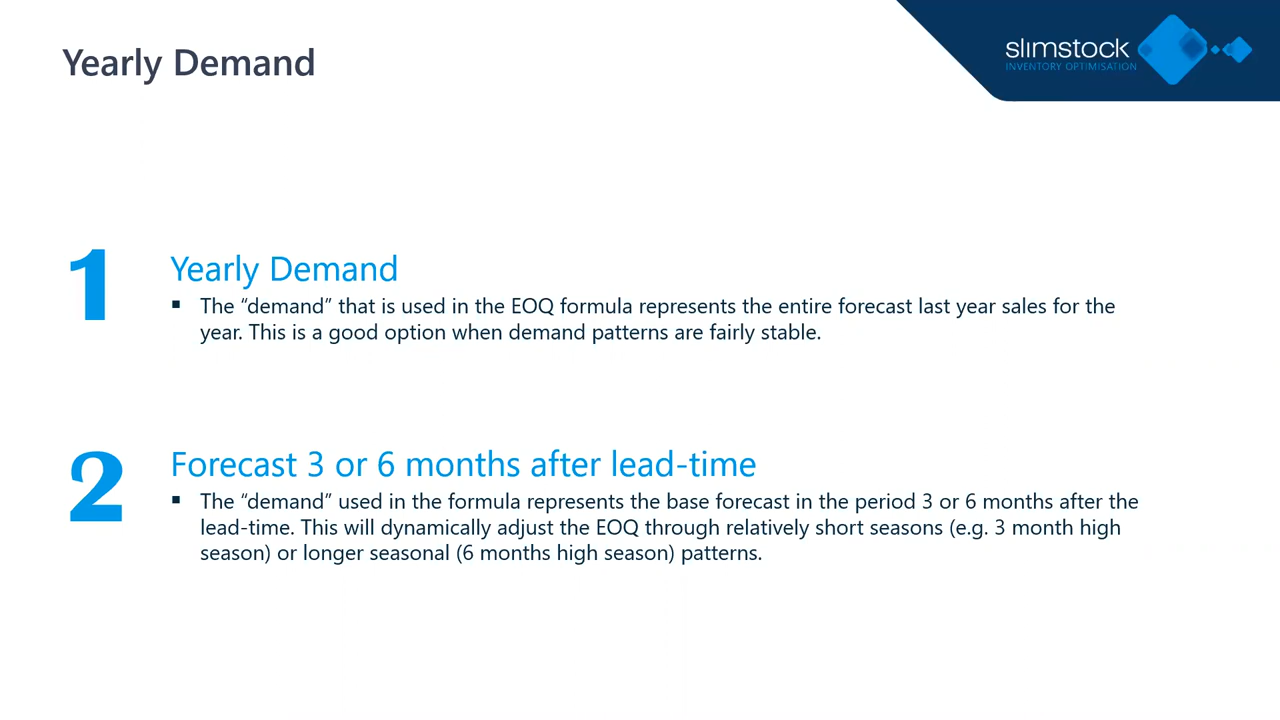 Yearly Demand
slimstock
INVENTORY OPTIMISATION
1
Yearly Demand
▪ The “demand” that is used in the EOQ formula represents the entire forecast last year sales for the
year. This is a good option when demand patterns are fairly stable.
2
Forecast 3 or 6 months after lead-time
▪ The “demand” used in the formula represents the base forecast in the period 3 or 6 months after the
lead-time. This will dynamically adjust the EOQ through relatively short seasons (e.g. 3 month high
season) or longer seasonal (6 months high season) patterns.